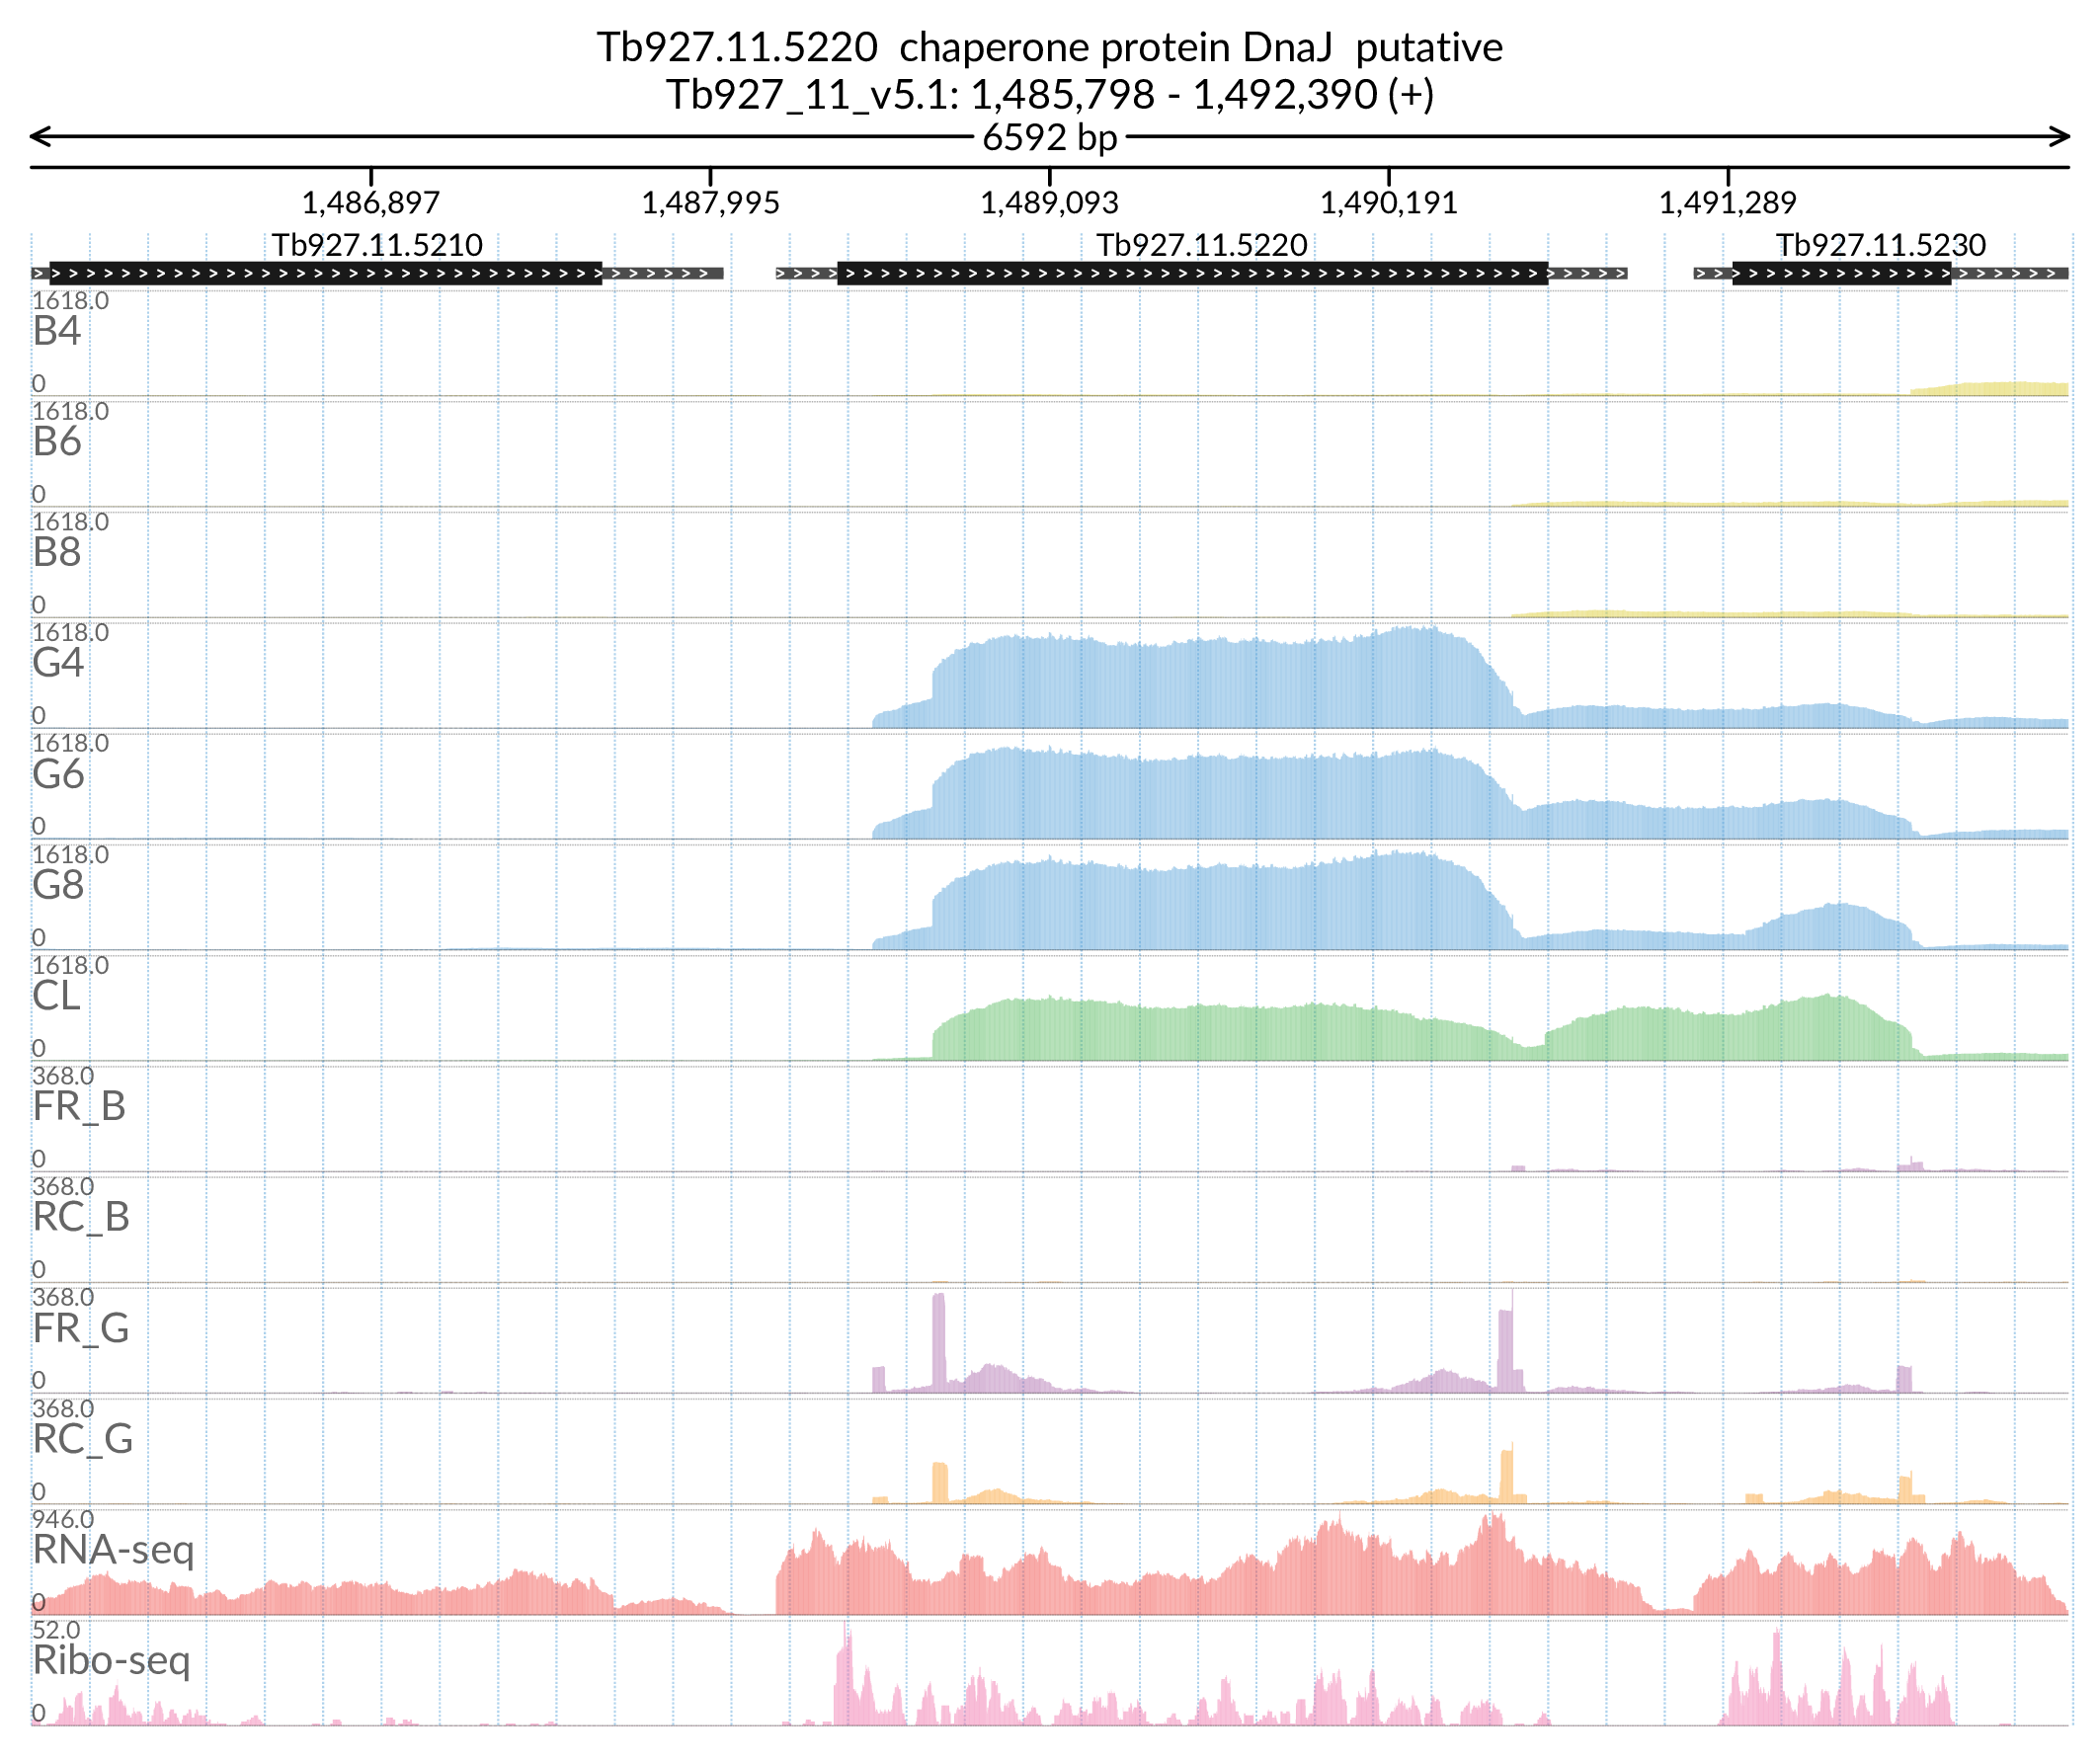 Tb927.11.5220  chaperone protein DnaJ  putative
Tb927_11_v5.1: 1,485,798 - 1,492,390 (+)
6592 bp
1,486,897 1,487,995 1,489,093 1,490,191 1,491,289
Tb927.11.5210 Tb927.11.5220 Tb927.11.5230
1618.0
B4
0
1618.0
B6
0
1618.0
B8
0
1618.0
G4
0
1618.0
G6
0
1618.0
G8
0
1618.0
CL
0
368.0
FR_B
0
368.0
RC_B
0
368.0
FR_G
0
368.0
RC_G
0
946.0
RNA-seq
0
52.0
Ribo-seq
0